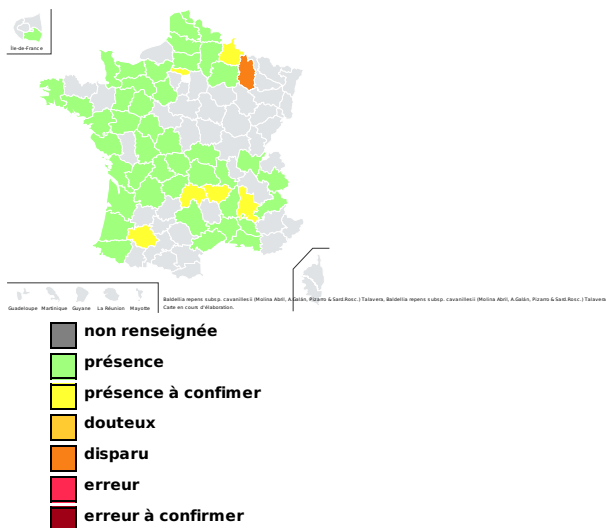 Île-de-France
Guadeloupe Martinique Guyane La Réunion Mayotte
Baldellia repens subsp. cavanillesii (Molina Abril, A.Galán, Pizarro & Sard.Rosc.) Talavera, Baldellia repens subsp. cavanillesii (Molina Abril, A.Galán, Pizarro & Sard.Rosc.) Talavera
Carte en cours d'élaboration.
non renseignée
présence
présence à confimer
douteux
disparu
erreur
erreur à confirmer